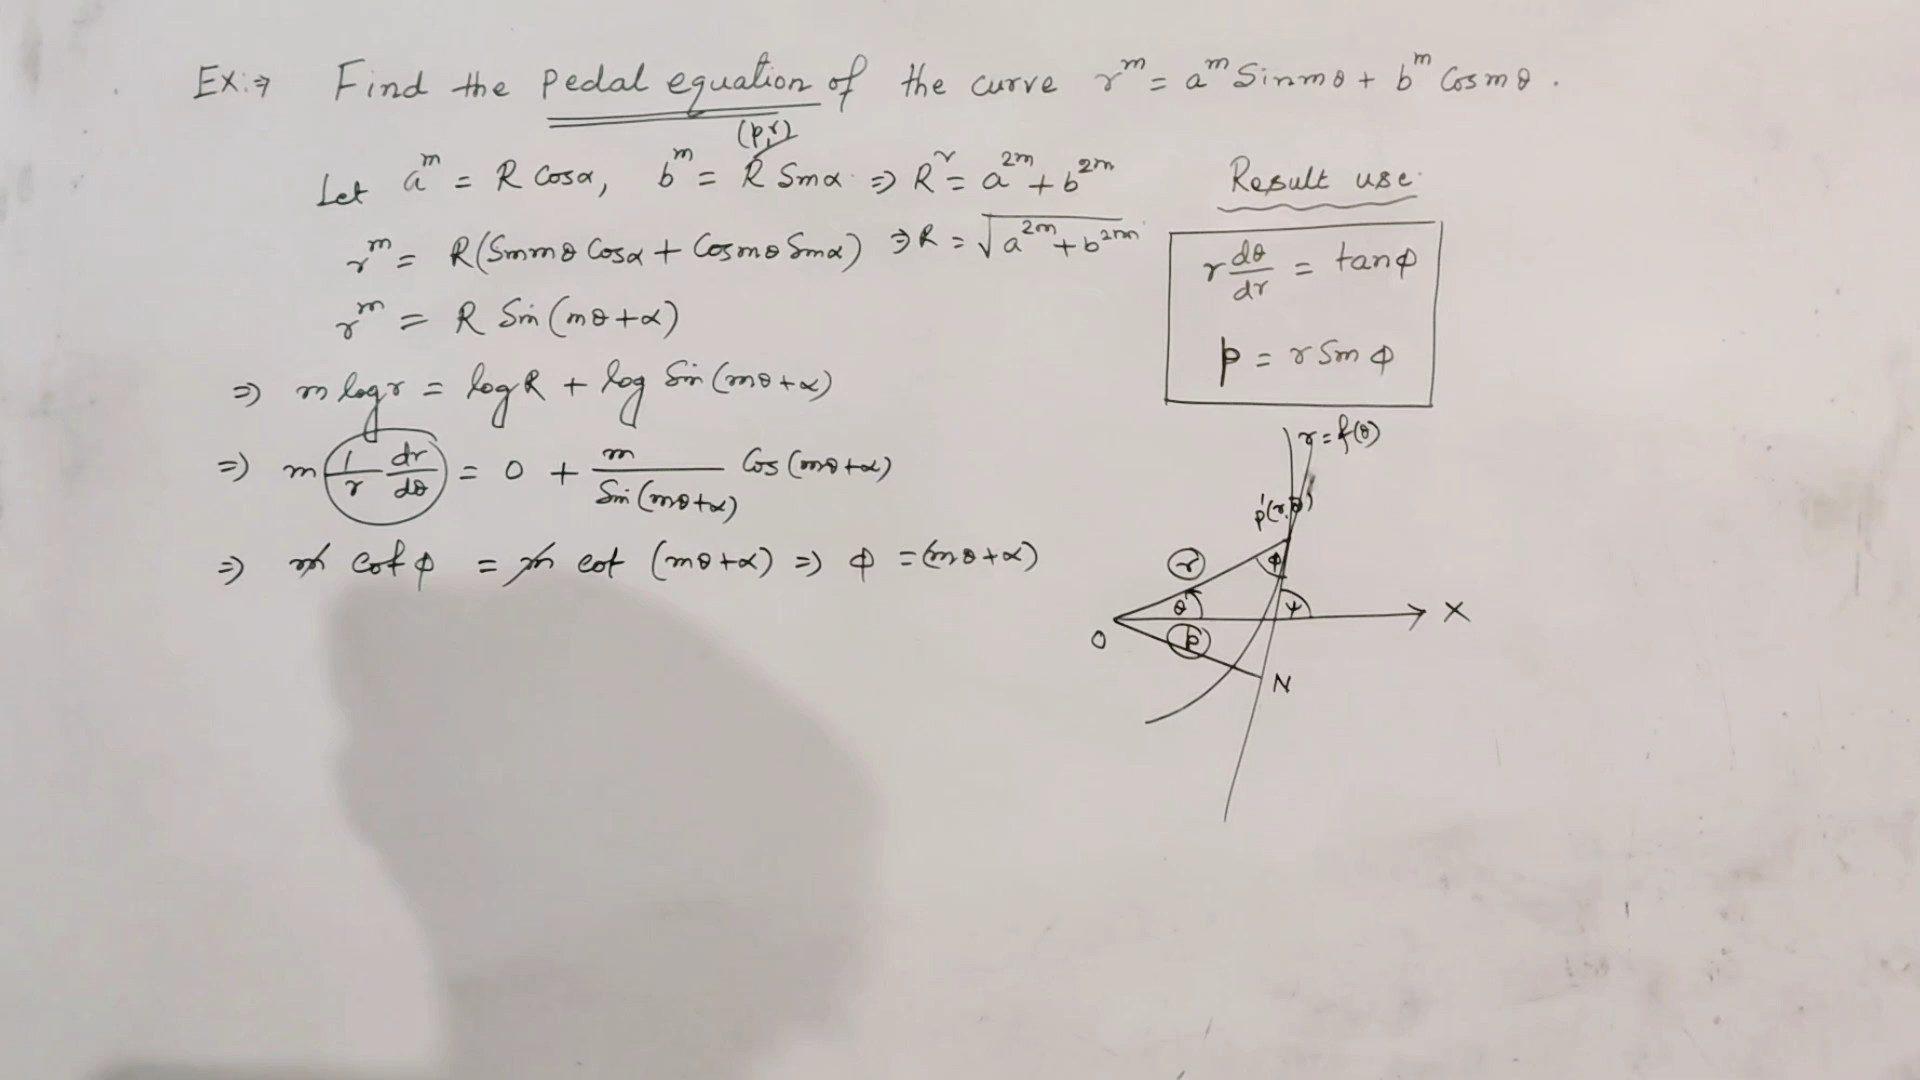 Ex:⇒ Find the pedal equation of the curve r^m = a^m Sin mθ + b^m Cos mθ.
(p,r)
Let a^m = R Cosα, b^m = R Sinα ⇒ R² = a^2m + b^2m
r^m = R(Sin mθ Cosα + Cos mθ Sinα) ⇒ R = √(a^2m + b^2m)
r^m = R Sin(mθ+α)
⇒ m log r = log R + log Sin(mθ+α)
⇒ m (1/r dr/dθ) = 0 + m/Sin(mθ+α) Cos(mθ+α)
⇒ m cot φ = m cot (mθ+α) ⇒ φ = (mθ+α)
Result use.
r dθ/dr = tanφ
p = r Sin φ
r = f(θ)
p'(r,θ)
r
φ
θ
ψ
X
O
p
N